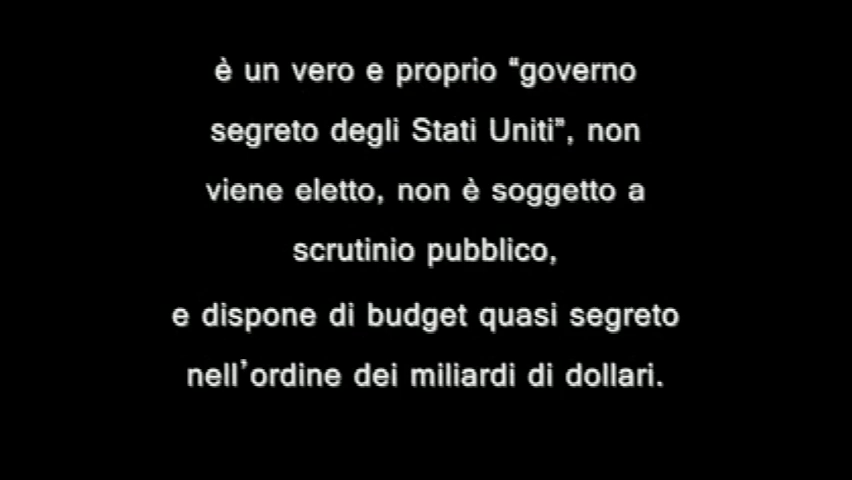 è un vero e proprio “governo
segreto degli Stati Uniti”, non
viene eletto, non è soggetto a
scrutinio pubblico,
e dispone di budget quasi segreto
nell’ordine dei miliardi di dollari.